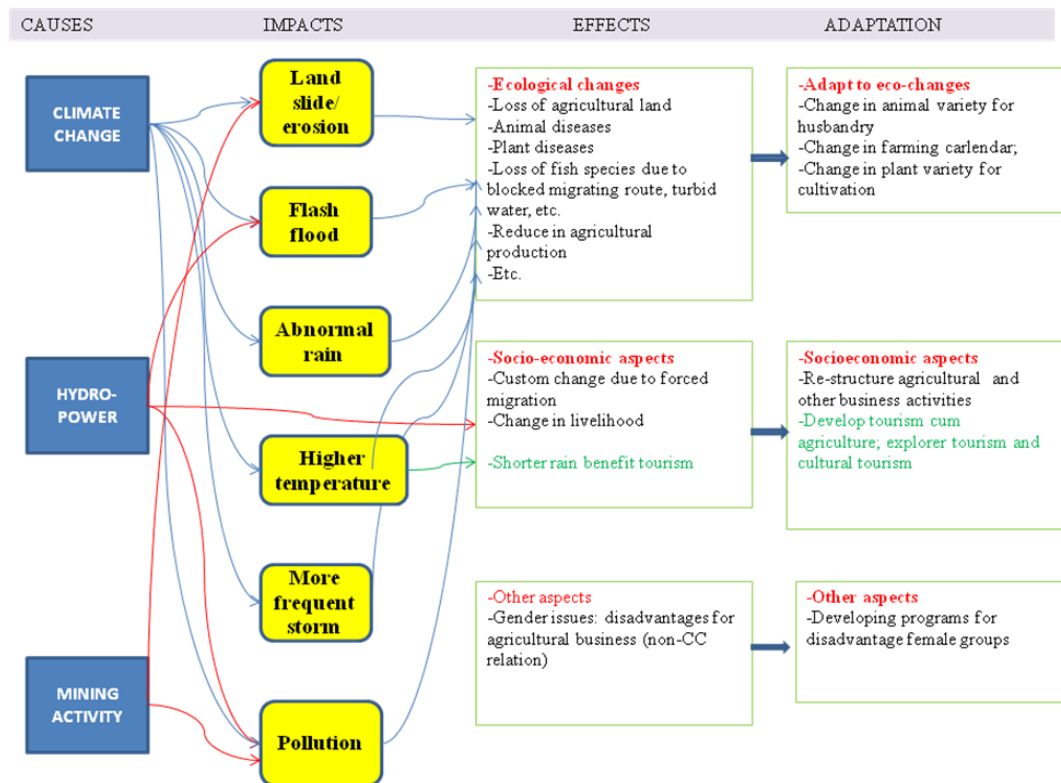 CAUSES
IMPACTS
EFFECTS
ADAPTATION
CLIMATE
CHANGE
HYDRO-
POWER
MINING
ACTIVITY
Land
slide/
erosion
Flash
flood
Abnormal
rain
Higher
temperature
More
frequent
storm
Pollution
-Ecological changes
-Loss of agricultural land
-Animal diseases
-Plant diseases
-Loss of fish species due to
blocked migrating route, turbid
water, etc.
-Reduce in agricultural
production
-Etc.
-Socio-economic aspects
-Custom change due to forced
migration
-Change in livelihood
-Shorter rain benefit tourism
-Other aspects
-Gender issues: disadvantages for
agricultural business (non-CC
relation)
-Adapt to eco-changes
-Change in animal variety for
husbandry
-Change in farming carlendar;
-Change in plant variety for
cultivation
-Socioeconomic aspects
-Re-structure agricultural and
other business activities
-Develop tourism cum
agriculture; explorer tourism and
cultural tourism
-Other aspects
-Developing programs for
disadvantage female groups